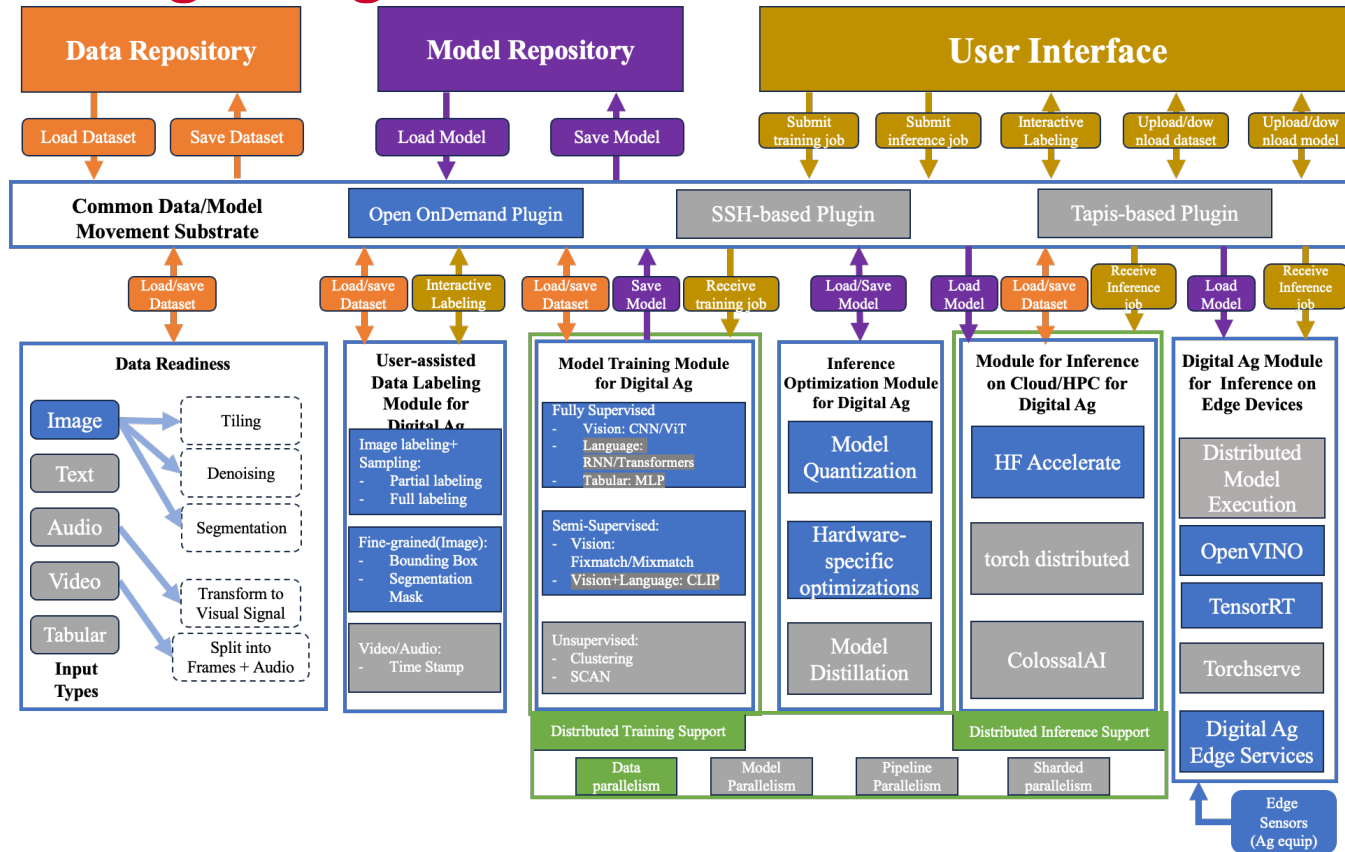 Data Repository
Model Repository
User Interface
Load Dataset
Save Dataset
Load Model
Save Model
Submit
training job
Submit
inference job
Interactive
Labeling
Upload/dow
nload dataset
Upload/dow
nload model
Common Data/Model
Movement Substrate
Open OnDemand Plugin
SSH-based Plugin
Tapis-based Plugin
Load/save
Dataset
Load/save
Dataset
Interactive
Labeling
Load/save
Dataset
Save
Model
Receive
training job
Load/Save
Model
Load
Model
Load/save
Dataset
Receive
Inference
job
Load
Model
Receive
Inference
job
Data Readiness
Image
Text
Audio
Video
Tabular
Input
Types
Tiling
Denoising
Segmentation
Transform to
Visual Signal
Split into
Frames + Audio
User-assisted
Data Labeling
Module for
Digital Ag
Image labeling+
Sampling:
- Partial labeling
- Full labeling
Fine-grained(Image):
- Bounding Box
- Segmentation
Mask
Video/Audio:
- Time Stamp
Model Training Module
for Digital Ag
Fully Supervised
- Vision: CNN/ViT
- Language:
RNN/Transformers
- Tabular: MLP
Semi-Supervised:
- Vision:
Fixmatch/Mixmatch
- Vision+Language: CLIP
Unsupervised:
- Clustering
- SCAN
Inference
Optimization Module
for Digital Ag
Model
Quantization
Hardware-
specific
optimizations
Model
Distillation
Module for Inference
on Cloud/HPC for
Digital Ag
HF Accelerate
torch distributed
ColossalAI
Digital Ag Module
for Inference on
Edge Devices
Distributed
Model
Execution
OpenVINO
TensorRT
Torchserve
Digital Ag
Edge Services
Distributed Training Support
Distributed Inference Support
Data
parallelism
Model
Parallelism
Pipeline
Parallelism
Sharded
parallelism
Edge
Sensors
(Ag equip)